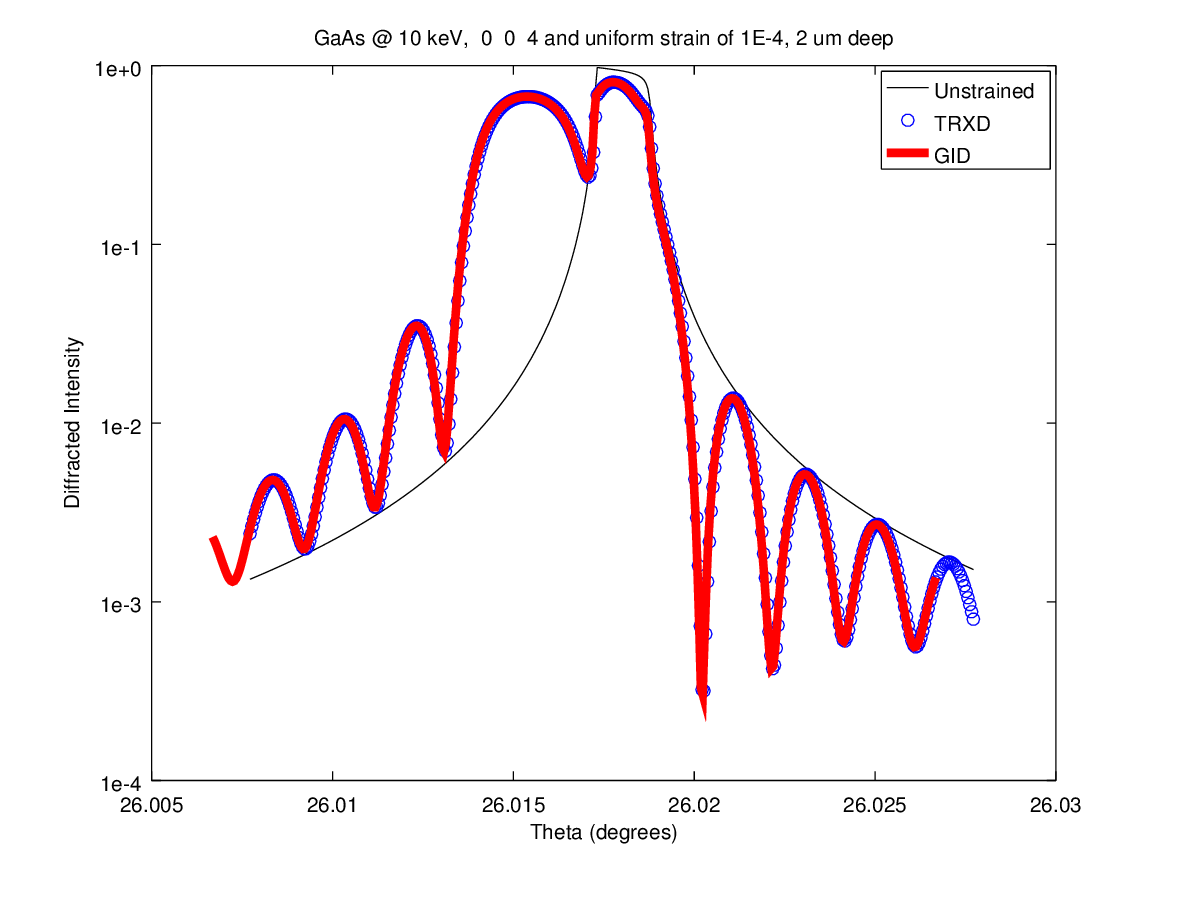 GaAs @ 10 keV,  0  0  4 and uniform strain of 1E-4, 2 um deep
1e+0
1e-1
1e-2
1e-3
1e-4
Diffracted Intensity
Unstrained
TRXD
GID
26.005 26.01 26.015 26.02 26.025 26.03
Theta (degrees)